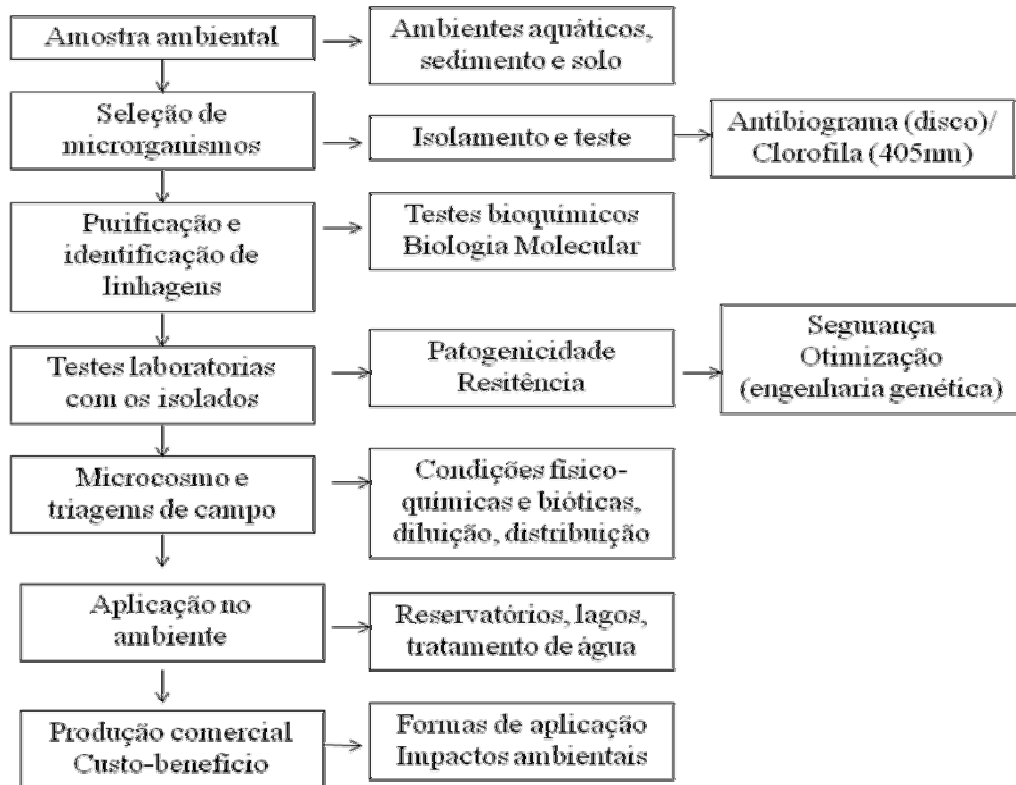 Amostra ambiental
Ambientes aquáticos,
sedimento e solo
Seleção de
microrganismos
Isolamento e teste
Antibiograma (disco)/
Clorofila (405nm)
Purificação e
identificação de
linhagens
Testes bioquímicos
Biologia Molecular
Testes laboratorias
com os isolados
Patogenicidade
Resitência
Segurança
Otimização
(engenharia genética)
Microcosmo e
triagems de campo
Condições físico-
químicas e bióticas,
diluição, distribuição
Aplicação no
ambiente
Reservatórios, lagos,
tratamento de água
Produção comercial
Custo-benefício
Formas de aplicação
Impactos ambientais